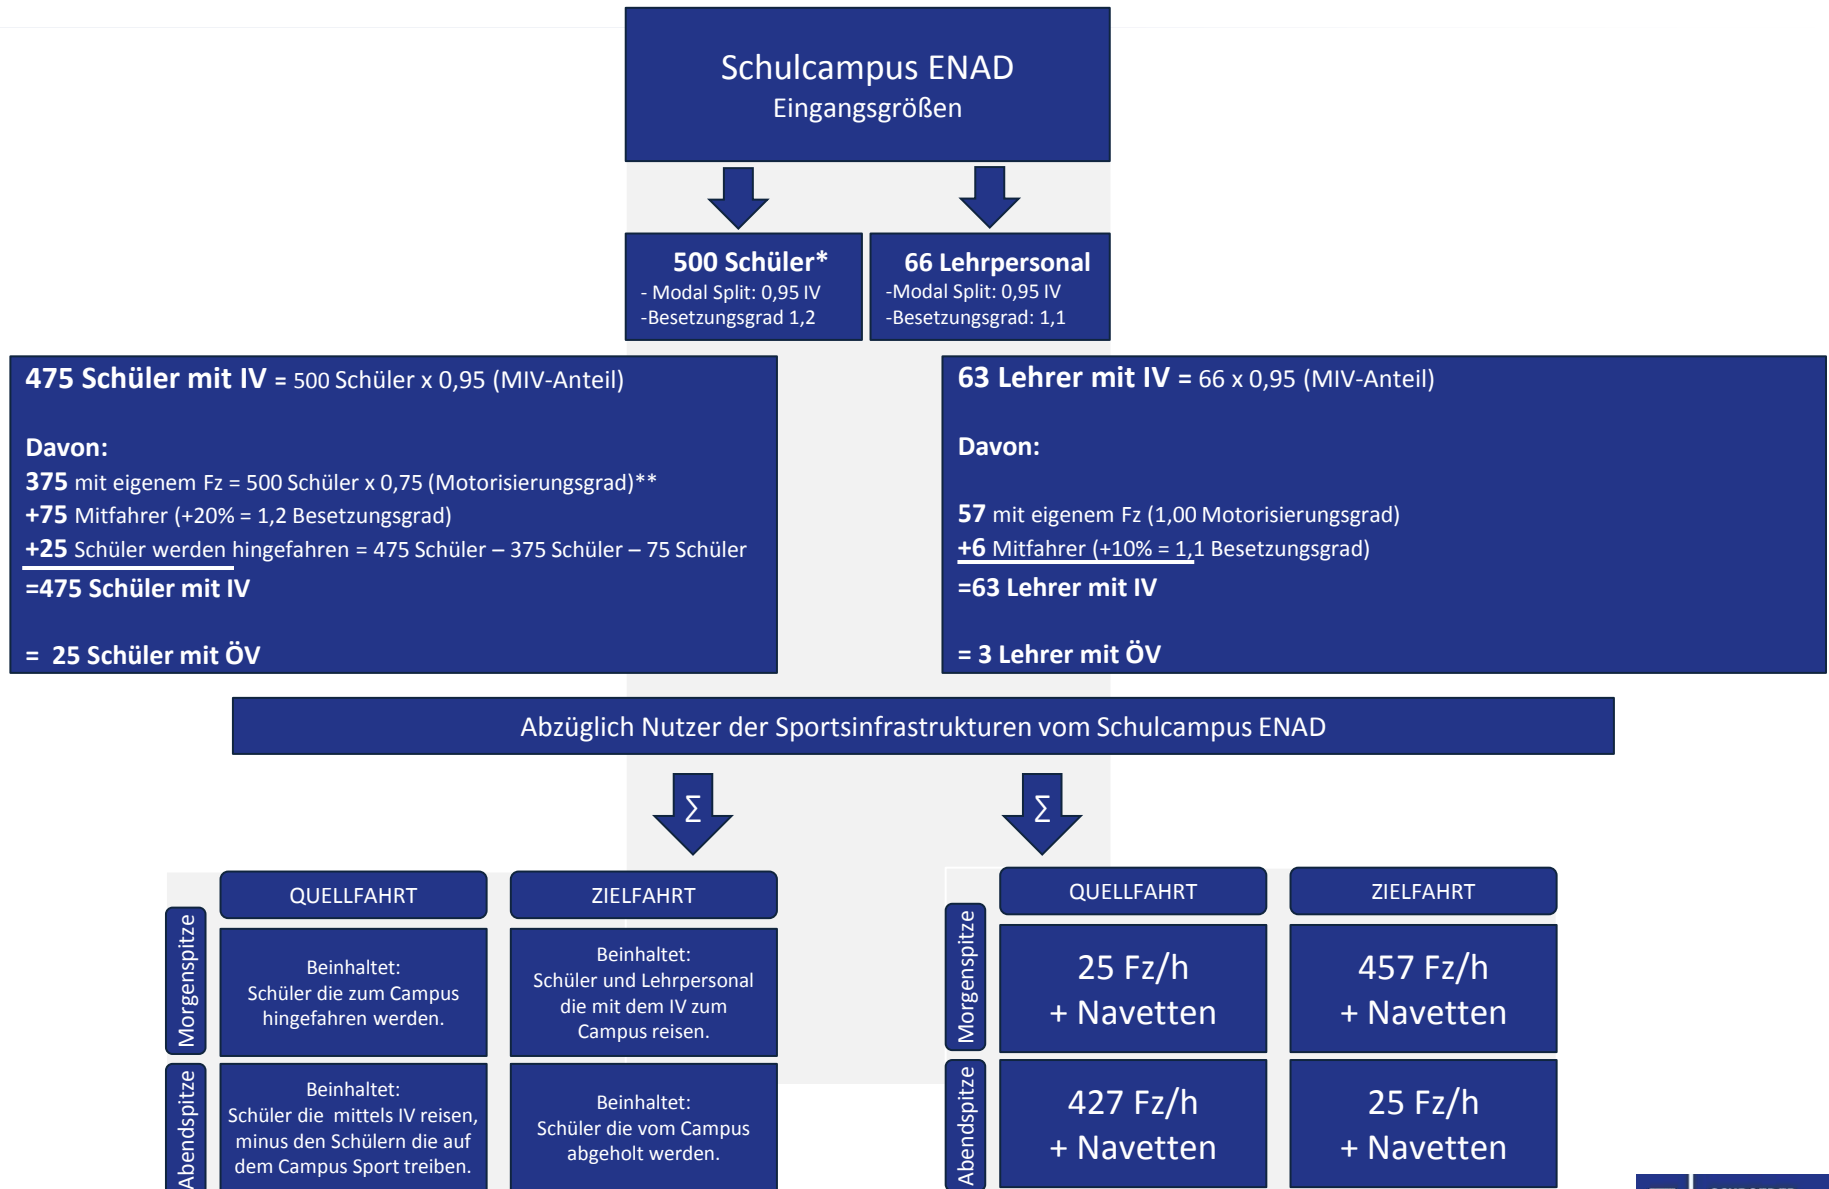 Schulcampus ENAD
Eingangsgrößen
500 Schüler*
- Modal Split: 0,95 IV
-Besetzungsgrad 1,2
66 Lehrpersonal
-Modal Split: 0,95 IV
-Besetzungsgrad: 1,1
475 Schüler mit IV = 500 Schüler x 0,95 (MIV-Anteil)
Davon:
375 mit eigenem Fz = 500 Schüler x 0,75 (Motorisierungsgrad)**
+75 Mitfahrer (+20% = 1,2 Besetzungsgrad)
+25 Schüler werden hingefahren = 475 Schüler – 375 Schüler – 75 Schüler
=475 Schüler mit IV
= 25 Schüler mit ÖV
63 Lehrer mit IV = 66 x 0,95 (MIV-Anteil)
Davon:
57 mit eigenem Fz (1,00 Motorisierungsgrad)
+6 Mitfahrer (+10% = 1,1 Besetzungsgrad)
=63 Lehrer mit IV
= 3 Lehrer mit ÖV
Abzüglich Nutzer der Sportsinfrastrukturen vom Schulcampus ENAD
Σ
Σ
QUELLFAHRT
ZIELFAHRT
Morgenspitze
Beinhaltet:
Schüler die zum Campus
hingefahren werden.
Beinhaltet:
Schüler und Lehrpersonal
die mit dem IV zum
Campus reisen.
Abendspitze
Beinhaltet:
Schüler die mittels IV reisen,
minus den Schülern die auf
dem Campus Sport treiben.
Beinhaltet:
Schüler die vom Campus
abgeholt werden.
QUELLFAHRT
ZIELFAHRT
Morgenspitze
25 Fz/h
+ Navetten
457 Fz/h
+ Navetten
Abendspitze
427 Fz/h
+ Navetten
25 Fz/h
+ Navetten